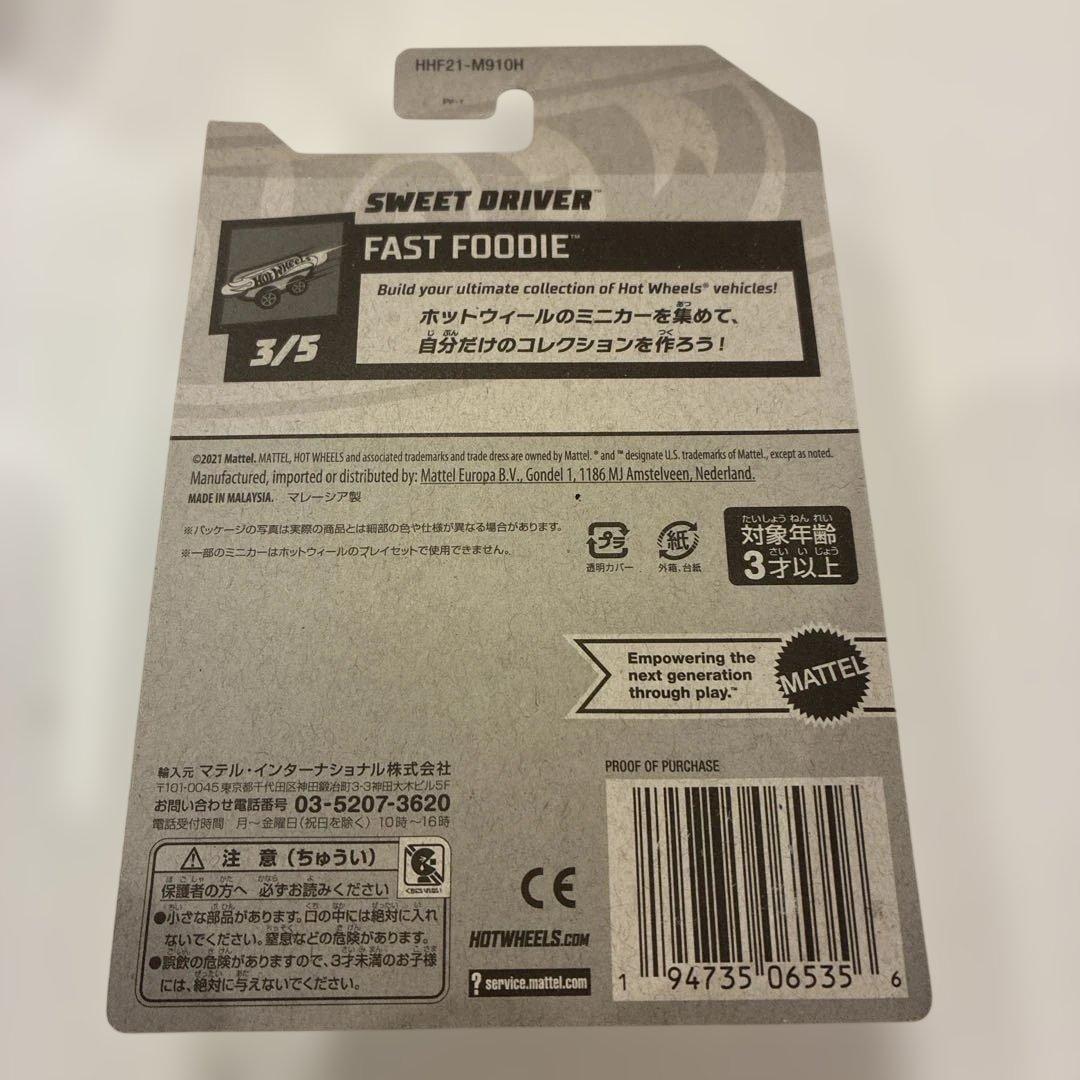 HHF21-M910H
SWEET DRIVER™
FAST FOODIE™
HOT WHEELS
3/5
Build your ultimate collection of Hot Wheels® vehicles!
ホットウィールのミニカーを集めて、
自分だけのコレクションを作ろう！
©2021 Mattel. MATTEL, HOT WHEELS and associated trademarks and trade dress are owned by Mattel. ® and ™ designate U.S. trademarks of Mattel., except as noted.
Manufactured, imported or distributed by: Mattel Europa B.V., Gondel 1, 1186 MJ Amstelveen, Nederland.
MADE IN MALAYSIA. マレーシア製
※パッケージの写真は実際の商品とは細部の色や仕様が異なる場合があります。
※一部のミニカーはホットウィールのプレイセットで使用できません。
プラ
透明カバー
紙
外箱、台紙
対象年齢
3才以上
Empowering the
next generation
through play.™
MATTEL
輸入元 マテル・インターナショナル株式会社
〒101-0045 東京都千代田区神田鍛冶町3-3神田大木ビル5F
お問い合わせ電話番号 03-5207-3620
電話受付時間 月～金曜日（祝日を除く）10時～16時
注意（ちゅうい）
くちにいれない
保護者の方へ 必ずお読みください
●小さな部品があります。口の中には絶対に入れ
ないでください。窒息などの危険があります。
●誤飲の危険がありますので、3才未満のお子様
には、絶対に与えないでください。
CE
HOTWHEELS.COM
? service.mattel.com
PROOF OF PURCHASE
1 94735 06535 6